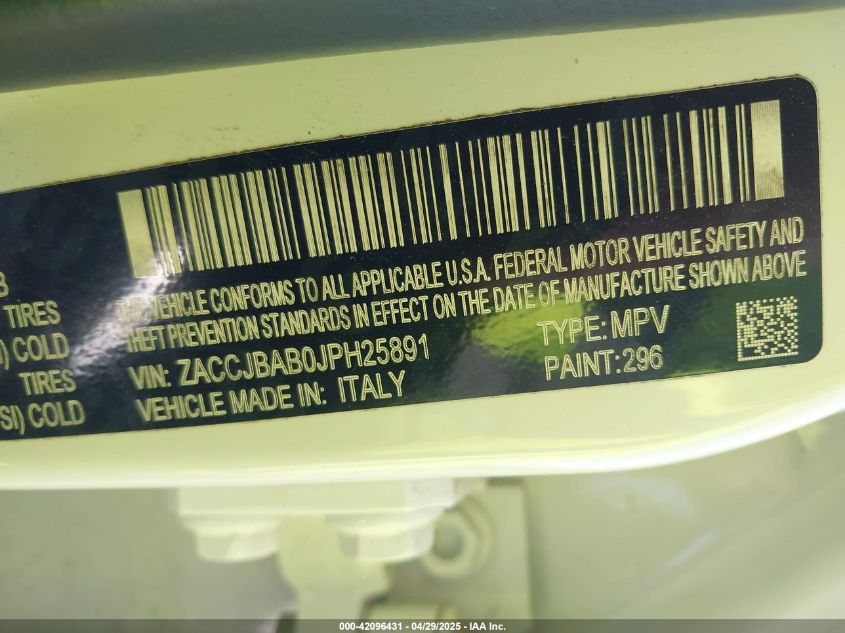 THIS VEHICLE CONFORMS TO ALL APPLICABLE U.S.A. FEDERAL MOTOR VEHICLE SAFETY AND
THEFT PREVENTION STANDARDS IN EFFECT ON THE DATE OF MANUFACTURE SHOWN ABOVE
VIN: ZACCJBAB0JPH25891
TYPE: MPV
VEHICLE MADE IN: ITALY
PAINT: 296
B
TIRES
) COLD
TIRES
SI) COLD
000-42096431 - 04/29/2025 - IAA Inc.